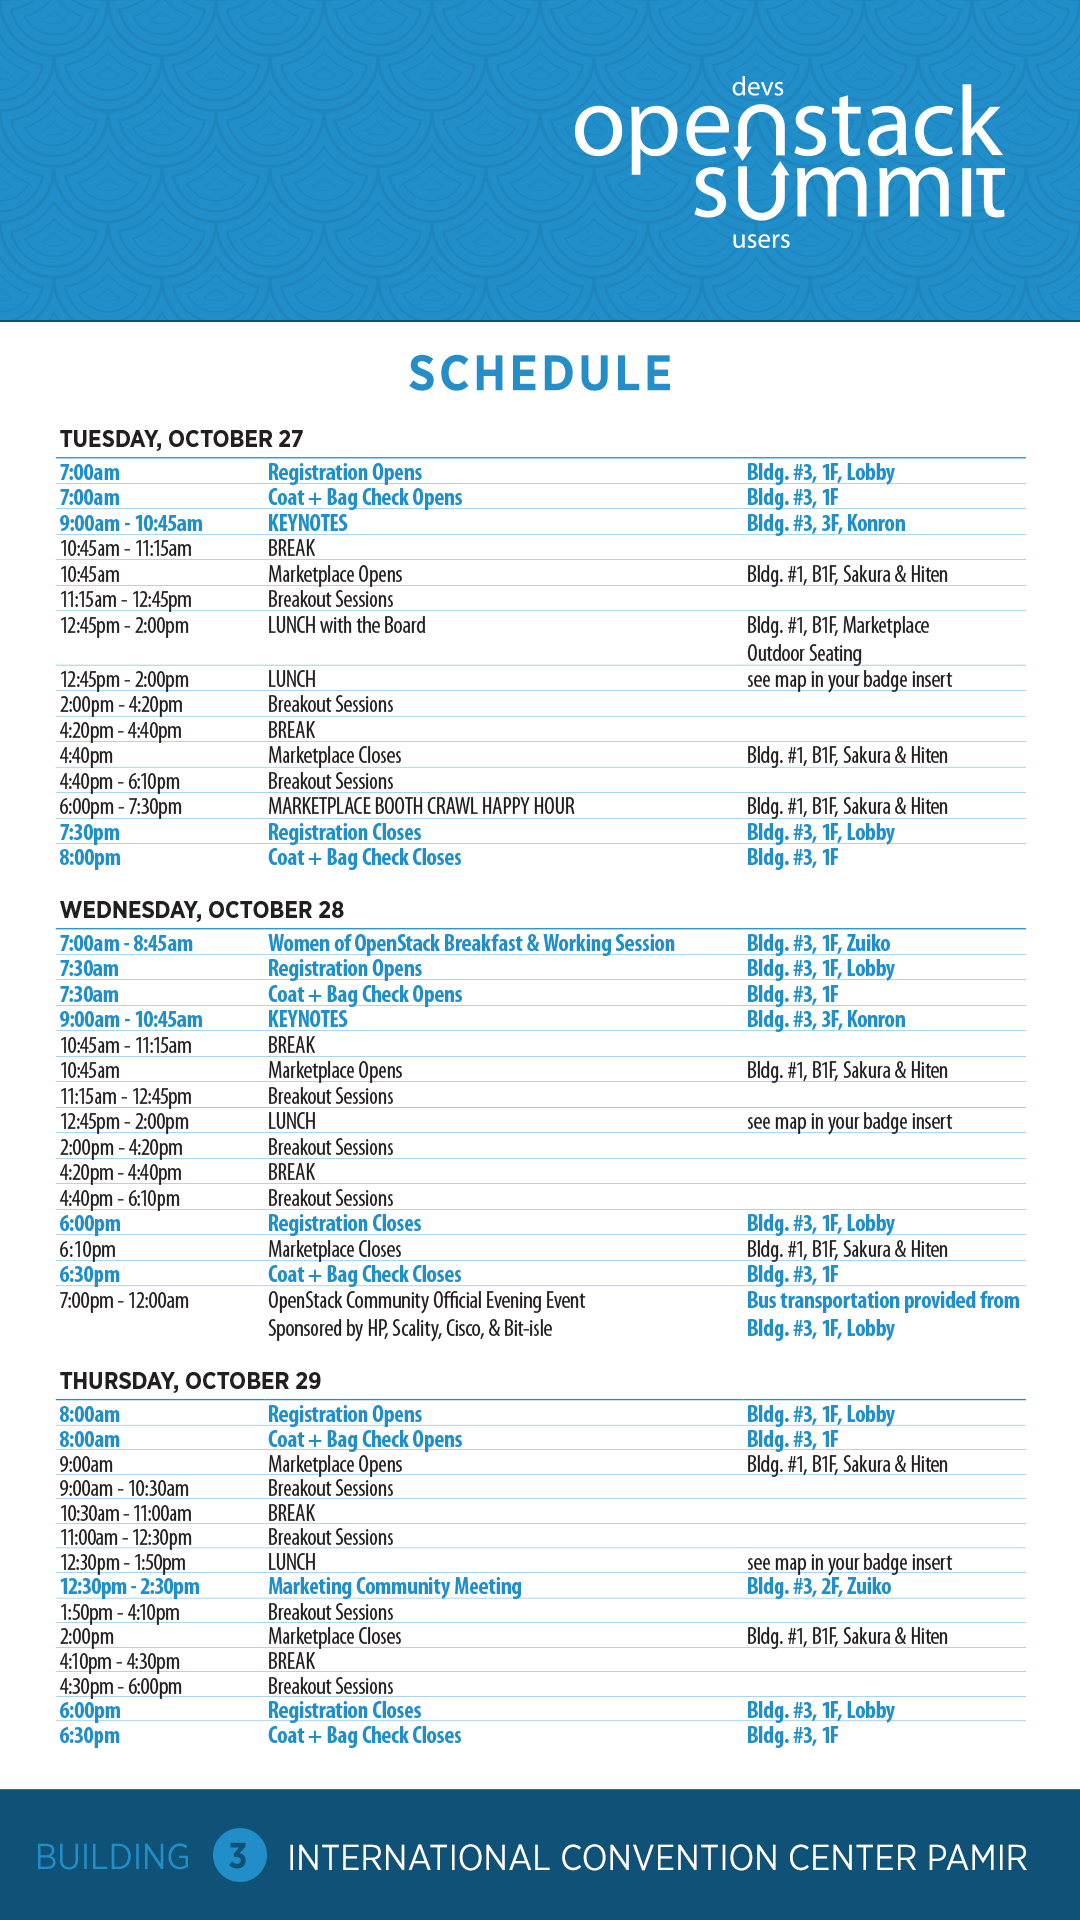 devs
openstack
summit
users
SCHEDULE
TUESDAY, OCTOBER 27
7:00am Registration Opens Bldg. #3, 1F, Lobby
7:00am Coat + Bag Check Opens Bldg. #3, 1F
9:00am - 10:45am KEYNOTES Bldg. #3, 3F, Konron
10:45am - 11:15am BREAK
10:45am Marketplace Opens Bldg. #1, B1F, Sakura & Hiten
11:15am - 12:45pm Breakout Sessions
12:45pm - 2:00pm LUNCH with the Board Bldg. #1, B1F, Marketplace
Outdoor Seating
12:45pm - 2:00pm LUNCH see map in your badge insert
2:00pm - 4:20pm Breakout Sessions
4:20pm - 4:40pm BREAK
4:40pm Marketplace Closes Bldg. #1, B1F, Sakura & Hiten
4:40pm - 6:10pm Breakout Sessions
6:00pm - 7:30pm MARKETPLACE BOOTH CRAWL HAPPY HOUR Bldg. #1, B1F, Sakura & Hiten
7:30pm Registration Closes Bldg. #3, 1F, Lobby
8:00pm Coat + Bag Check Closes Bldg. #3, 1F
WEDNESDAY, OCTOBER 28
7:00am - 8:45am Women of OpenStack Breakfast & Working Session Bldg. #3, 1F, Zuiko
7:30am Registration Opens Bldg. #3, 1F, Lobby
7:30am Coat + Bag Check Opens Bldg. #3, 1F
9:00am - 10:45am KEYNOTES Bldg. #3, 3F, Konron
10:45am - 11:15am BREAK
10:45am Marketplace Opens Bldg. #1, B1F, Sakura & Hiten
11:15am - 12:45pm Breakout Sessions
12:45pm - 2:00pm LUNCH see map in your badge insert
2:00pm - 4:20pm Breakout Sessions
4:20pm - 4:40pm BREAK
4:40pm - 6:10pm Breakout Sessions
6:00pm Registration Closes Bldg. #3, 1F, Lobby
6:10pm Marketplace Closes Bldg. #1, B1F, Sakura & Hiten
6:30pm Coat + Bag Check Closes Bldg. #3, 1F
7:00pm - 12:00am OpenStack Community Official Evening Event Bus transportation provided from
Sponsored by HP, Scality, Cisco, & Bit-isle Bldg. #3, 1F, Lobby
THURSDAY, OCTOBER 29
8:00am Registration Opens Bldg. #3, 1F, Lobby
8:00am Coat + Bag Check Opens Bldg. #3, 1F
9:00am Marketplace Opens Bldg. #1, B1F, Sakura & Hiten
9:00am - 10:30am Breakout Sessions
10:30am - 11:00am BREAK
11:00am - 12:30pm Breakout Sessions
12:30pm - 1:50pm LUNCH see map in your badge insert
12:30pm - 2:30pm Marketing Community Meeting Bldg. #3, 2F, Zuiko
1:50pm - 4:10pm Breakout Sessions
2:00pm Marketplace Closes Bldg. #1, B1F, Sakura & Hiten
4:10pm - 4:30pm BREAK
4:30pm - 6:00pm Breakout Sessions
6:00pm Registration Closes Bldg. #3, 1F, Lobby
6:30pm Coat + Bag Check Closes Bldg. #3, 1F
BUILDING 3 INTERNATIONAL CONVENTION CENTER PAMIR